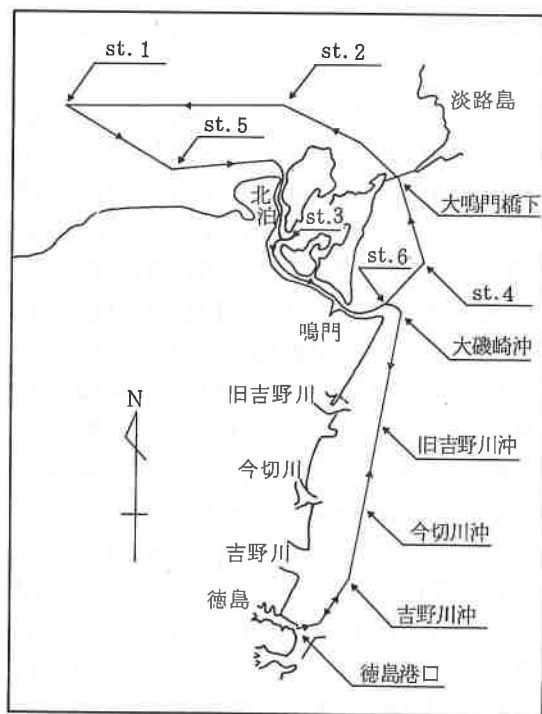 st.1
st.2
淡路島
st.5
北泊
st.3
大鳴門橋下
st.6
st.4
鳴門
大磯崎沖
旧吉野川
N
旧吉野川沖
今切川
今切川沖
吉野川
徳島
吉野川沖
徳島港口